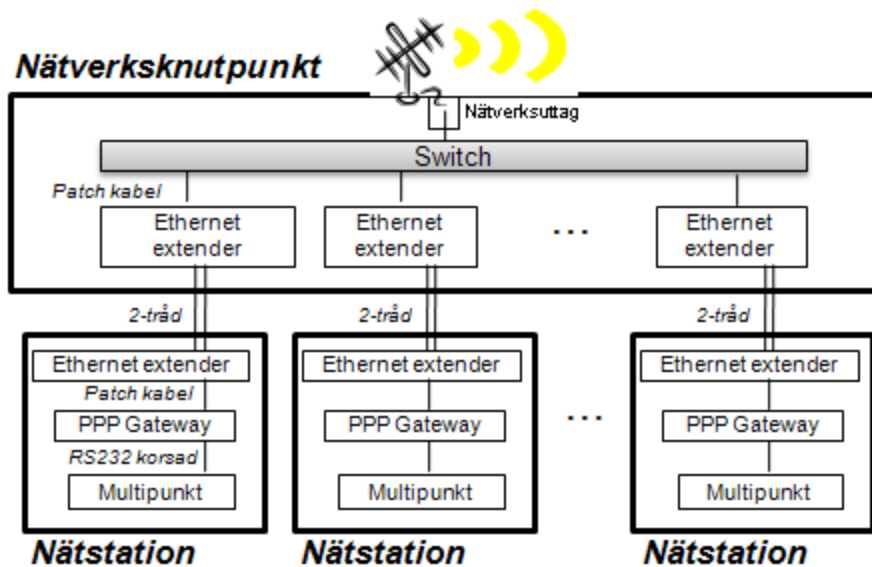 Nätverksknutpunkt
Nätverksuttag
Switch
Patch kabel
Ethernet
extender
Ethernet
extender
...
Ethernet
extender
2-tråd
2-tråd
2-tråd
Ethernet extender
Ethernet extender
Ethernet extender
Patch kabel
PPP Gateway
PPP Gateway
...
PPP Gateway
RS232 korsad
Multipunkt
Multipunkt
Multipunkt
Nätstation
Nätstation
Nätstation